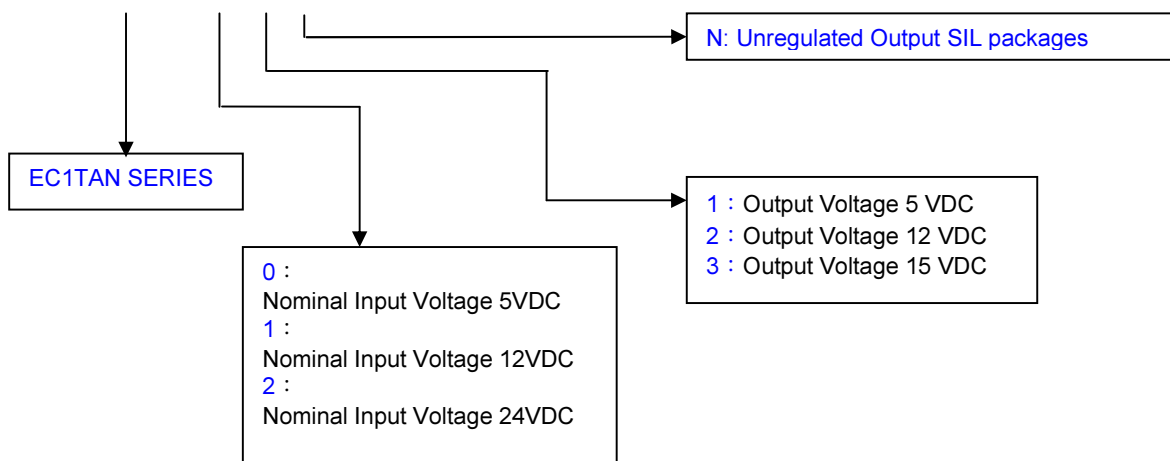 N: Unregulated Output SIL packages
EC1TAN SERIES
1：Output Voltage 5 VDC
2：Output Voltage 12 VDC
3：Output Voltage 15 VDC
0：
Nominal Input Voltage 5VDC
1：
Nominal Input Voltage 12VDC
2：
Nominal Input Voltage 24VDC